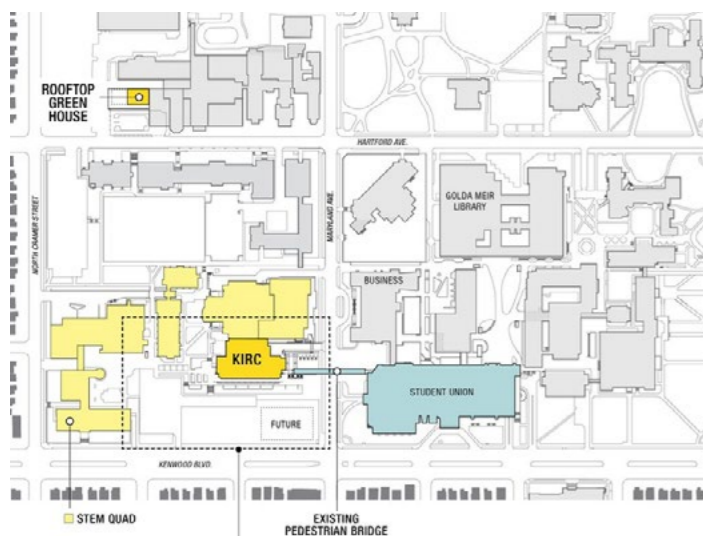 ROOFTOP
GREEN
HOUSE
HARTFORD AVE.
NORTH CRAMER STREET
MARYLAND AVE.
GOLDA MEIR
LIBRARY
BUSINESS
KIRC
STUDENT UNION
FUTURE
KENWOOD BLVD.
STEM QUAD
EXISTING
PEDESTRIAN BRIDGE